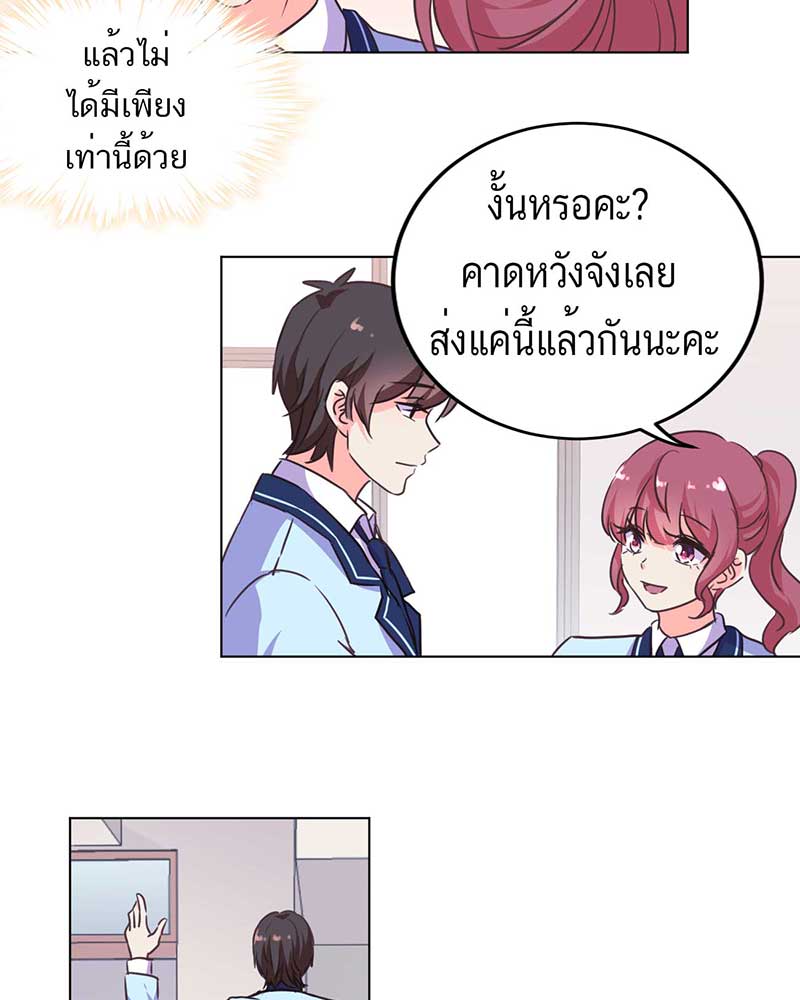 แล้วไม่
ได้มีเพียง
เท่านี้ด้วย
งั้นหรอคะ?
คาดหวังจังเลย
ส่งแค่นี้แล้วกันนะคะ